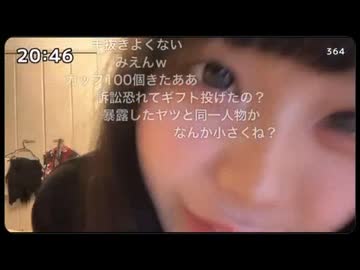 20:46
364
手抜きよくない
みえんｗ
カップ100個きたああ
訴訟恐れてギフト投げたの？
暴露したヤツと同一人物か
なんか小さくね？